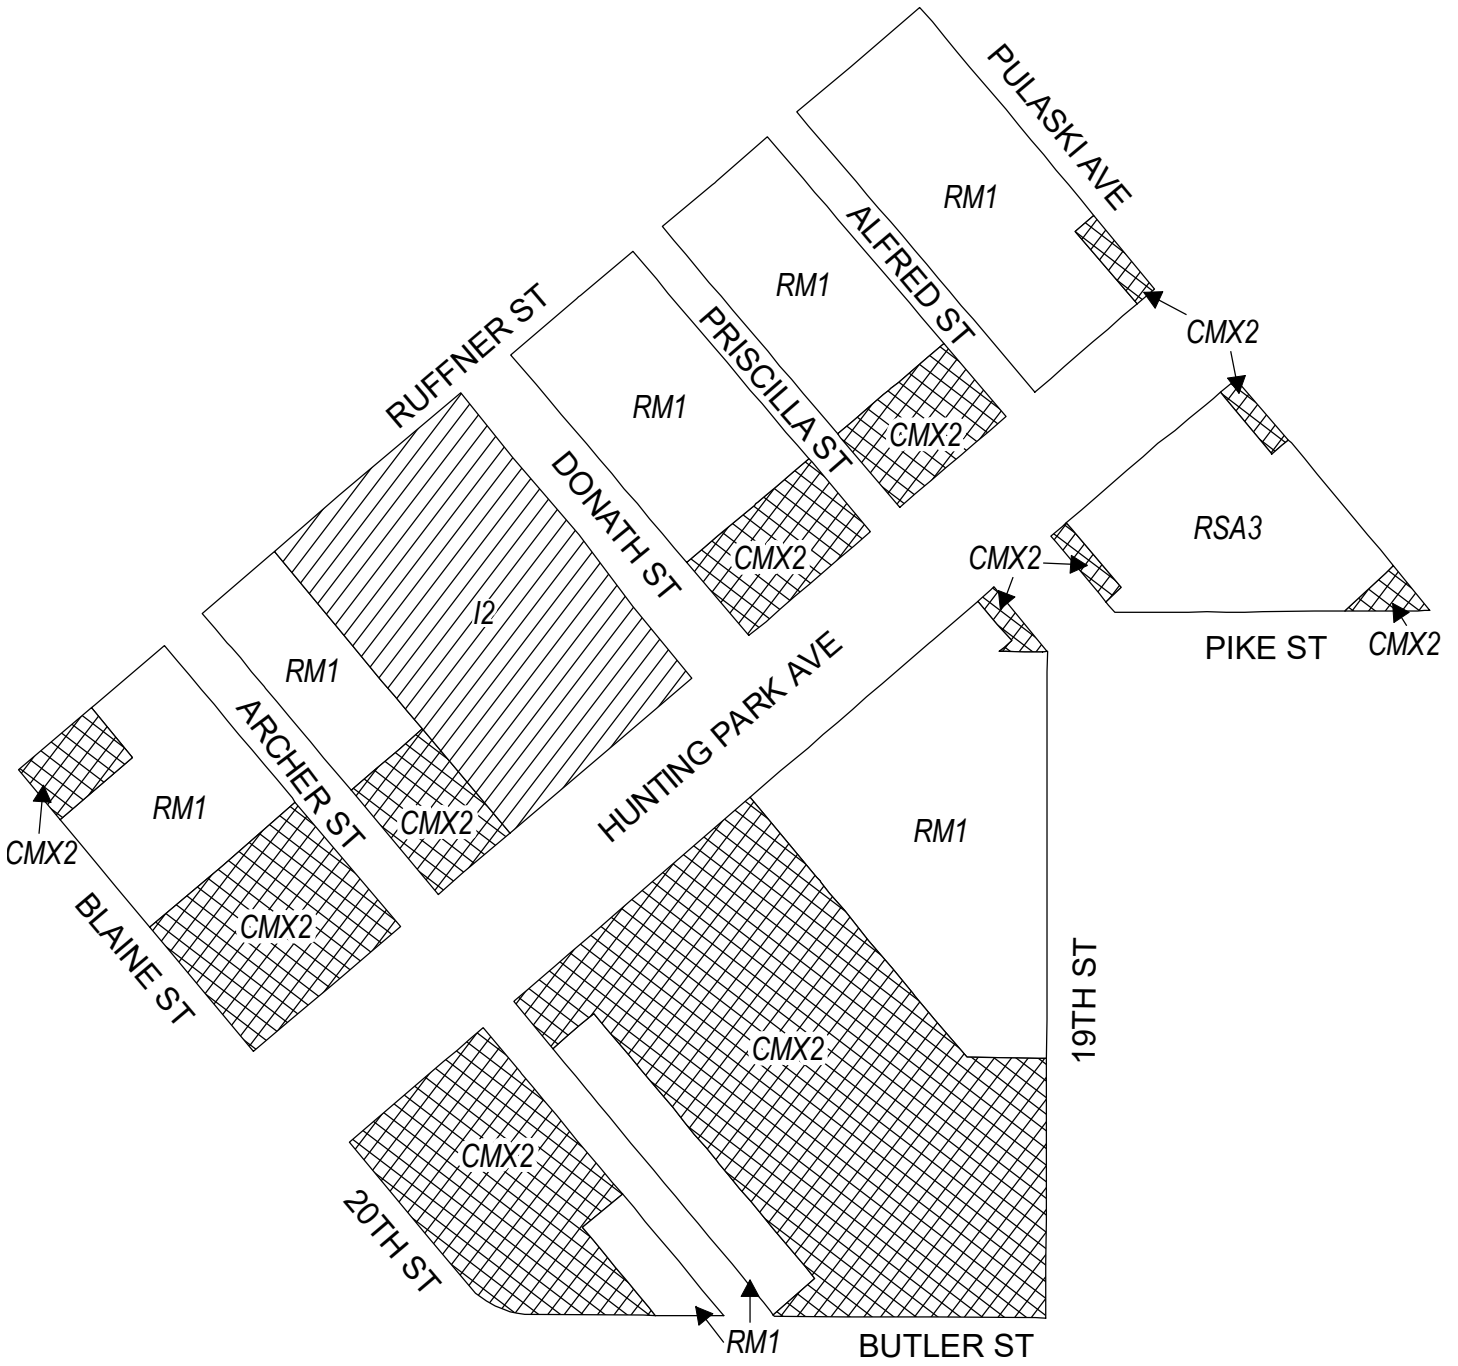 PULASKI AVE
RM1
ALFRED ST
RM1
CMX2
RUFFNER ST
PRISCILLA ST
RM1
CMX2
DONATH ST
CMX2
RSA3
CMX2
CMX2
I2
PIKE ST
CMX2
RM1
HUNTING PARK AVE
ARCHER ST
RM1
CMX2
RM1
CMX2
CMX2
BLAINE ST
19TH ST
CMX2
CMX2
20TH ST
RM1
BUTLER ST